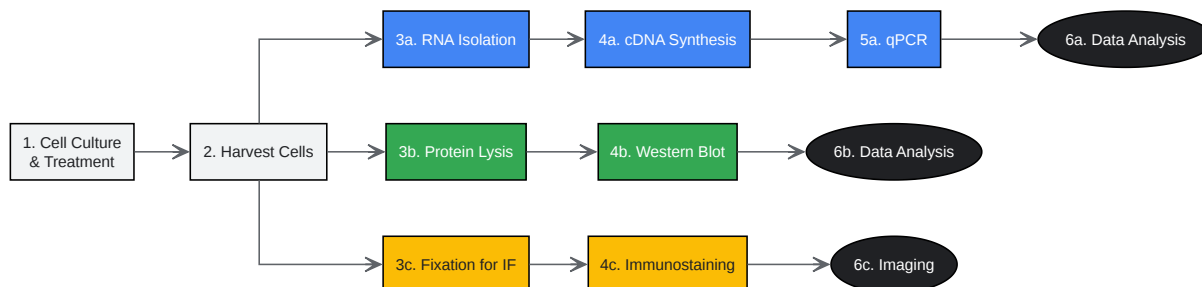 3a. RNA Isolation
4a. cDNA Synthesis
5a. qPCR
6a. Data Analysis
1. Cell Culture
& Treatment
2. Harvest Cells
3b. Protein Lysis
4b. Western Blot
6b. Data Analysis
3c. Fixation for IF
4c. Immunostaining
6c. Imaging